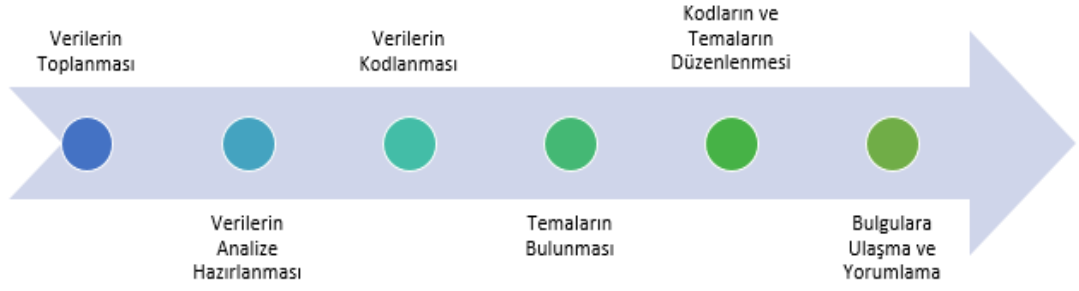 Verilerin
Toplanması
Verilerin
Analize
Hazırlanması
Verilerin
Kodlanması
Temaların
Bulunması
Kodların ve
Temaların
Düzenlenmesi
Bulgulara
Ulaşma ve
Yorumlama